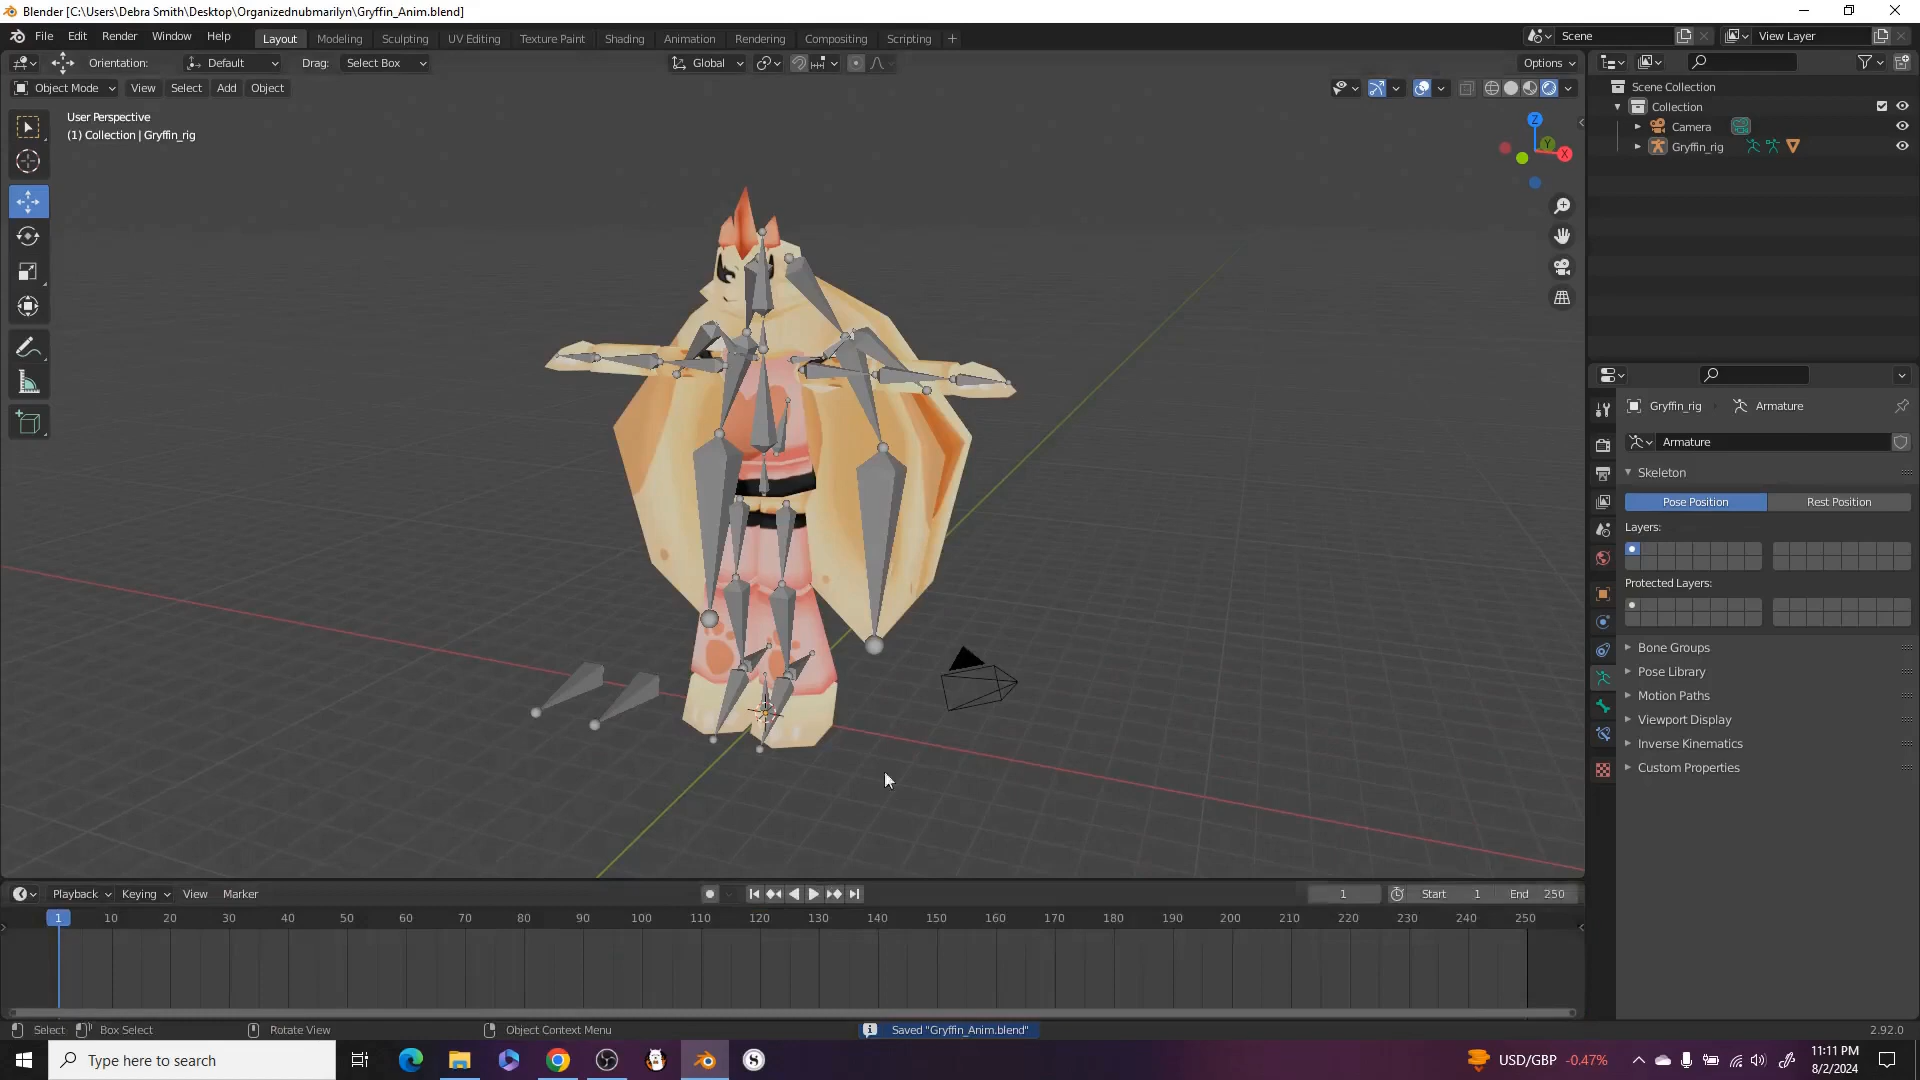 Blender [C:\Users\Debra Smith\Desktop\Organizednubmarilyn\Gryffin_Anim.blend]
File Edit Render Window Help Layout Modeling Sculpting UV Editing Texture Paint Shading Animation Rendering Compositing Scripting + Scene View Layer
Orientation: Default Drag: Select Box Global Options
Object Mode View Select Add Object
User Perspective
(1) Collection | Gryffin_rig
Z
Y
X
Scene Collection
Collection
Camera
Gryffin_rig
Gryffin_rig Armature
Armature
Skeleton
Pose Position Rest Position
Layers:
Protected Layers:
Bone Groups
Pose Library
Motion Paths
Viewport Display
Inverse Kinematics
Custom Properties
Playback Keying View Marker 1 Start 1 End 250
1 10 20 30 40 50 60 70 80 90 100 110 120 130 140 150 160 170 180 190 200 210 220 230 240 250
Select Box Select Rotate View Object Context Menu Saved "Gryffin_Anim.blend" 2.92.0
Type here to search USD/GBP -0.47% 11:11 PM
8/2/2024